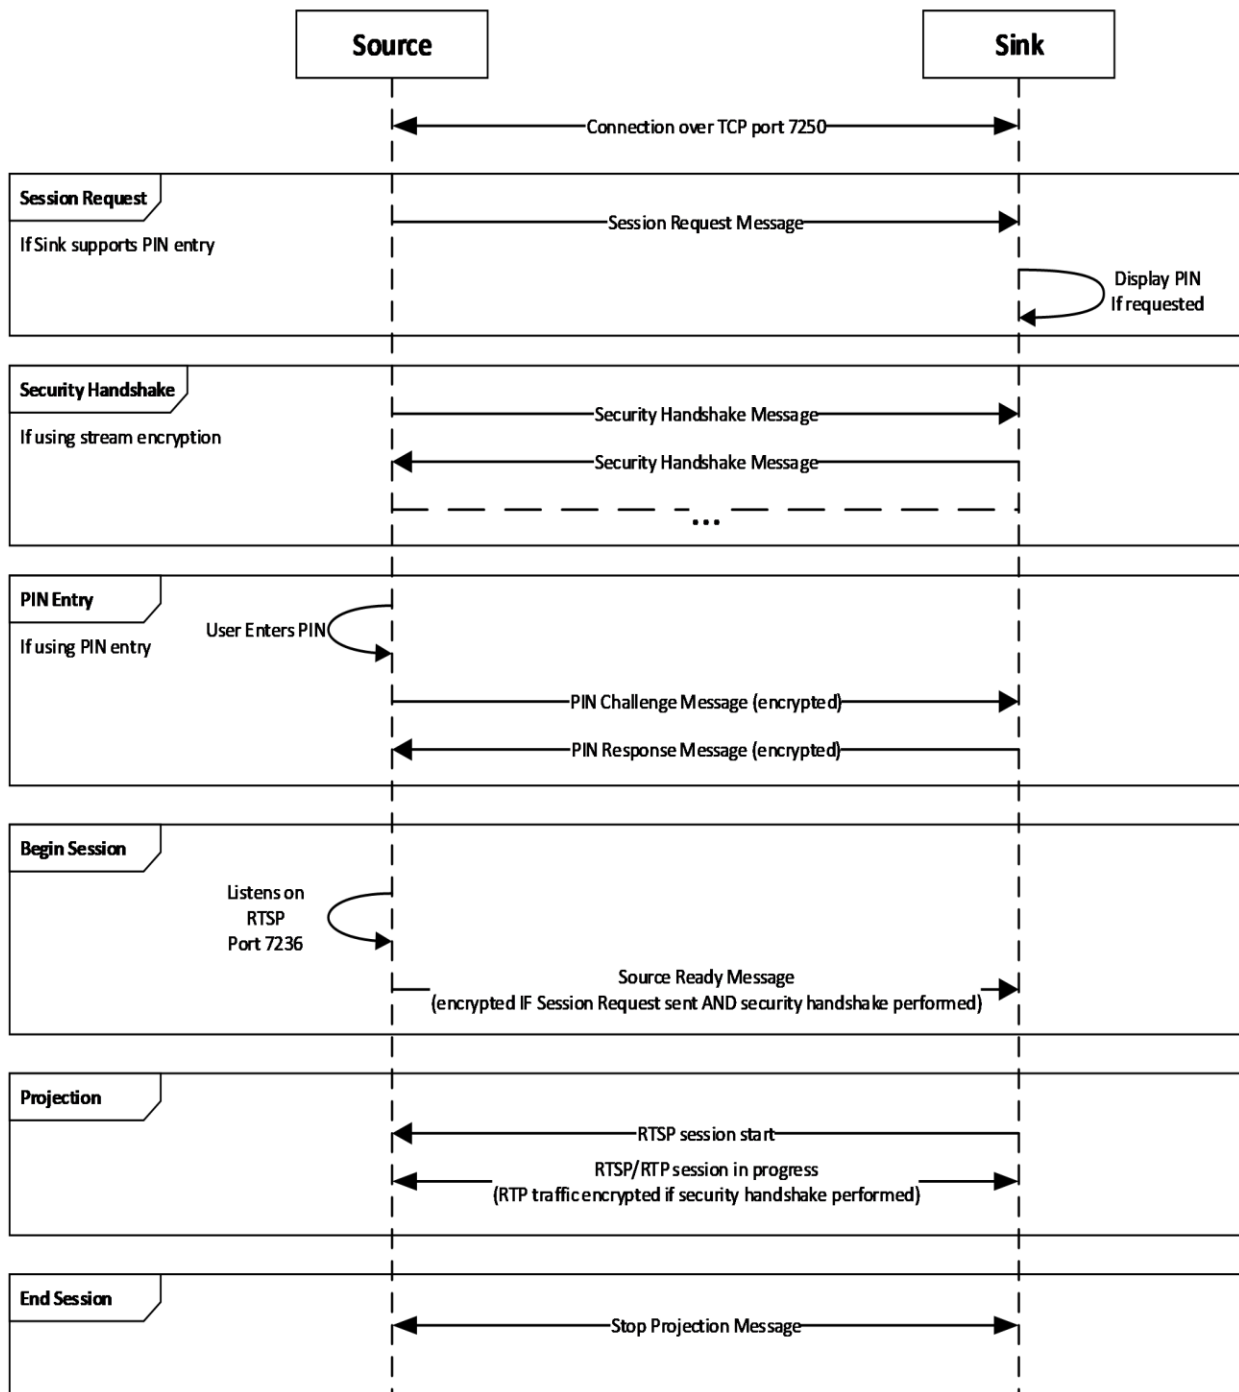 Source
Sink
Connection over TCP port 7250
Session Request
If Sink supports PIN entry
Session Request Message
Display PIN
If requested
Security Handshake
If using stream encryption
Security Handshake Message
Security Handshake Message
...
PIN Entry
If using PIN entry
User Enters PIN
PIN Challenge Message (encrypted)
PIN Response Message (encrypted)
Begin Session
Listens on
RTSP
Port 7236
Source Ready Message
(encrypted IF Session Request sent AND security handshake performed)
Projection
RTSP session start
RTSP/RTP session in progress
(RTP traffic encrypted if security handshake performed)
End Session
Stop Projection Message